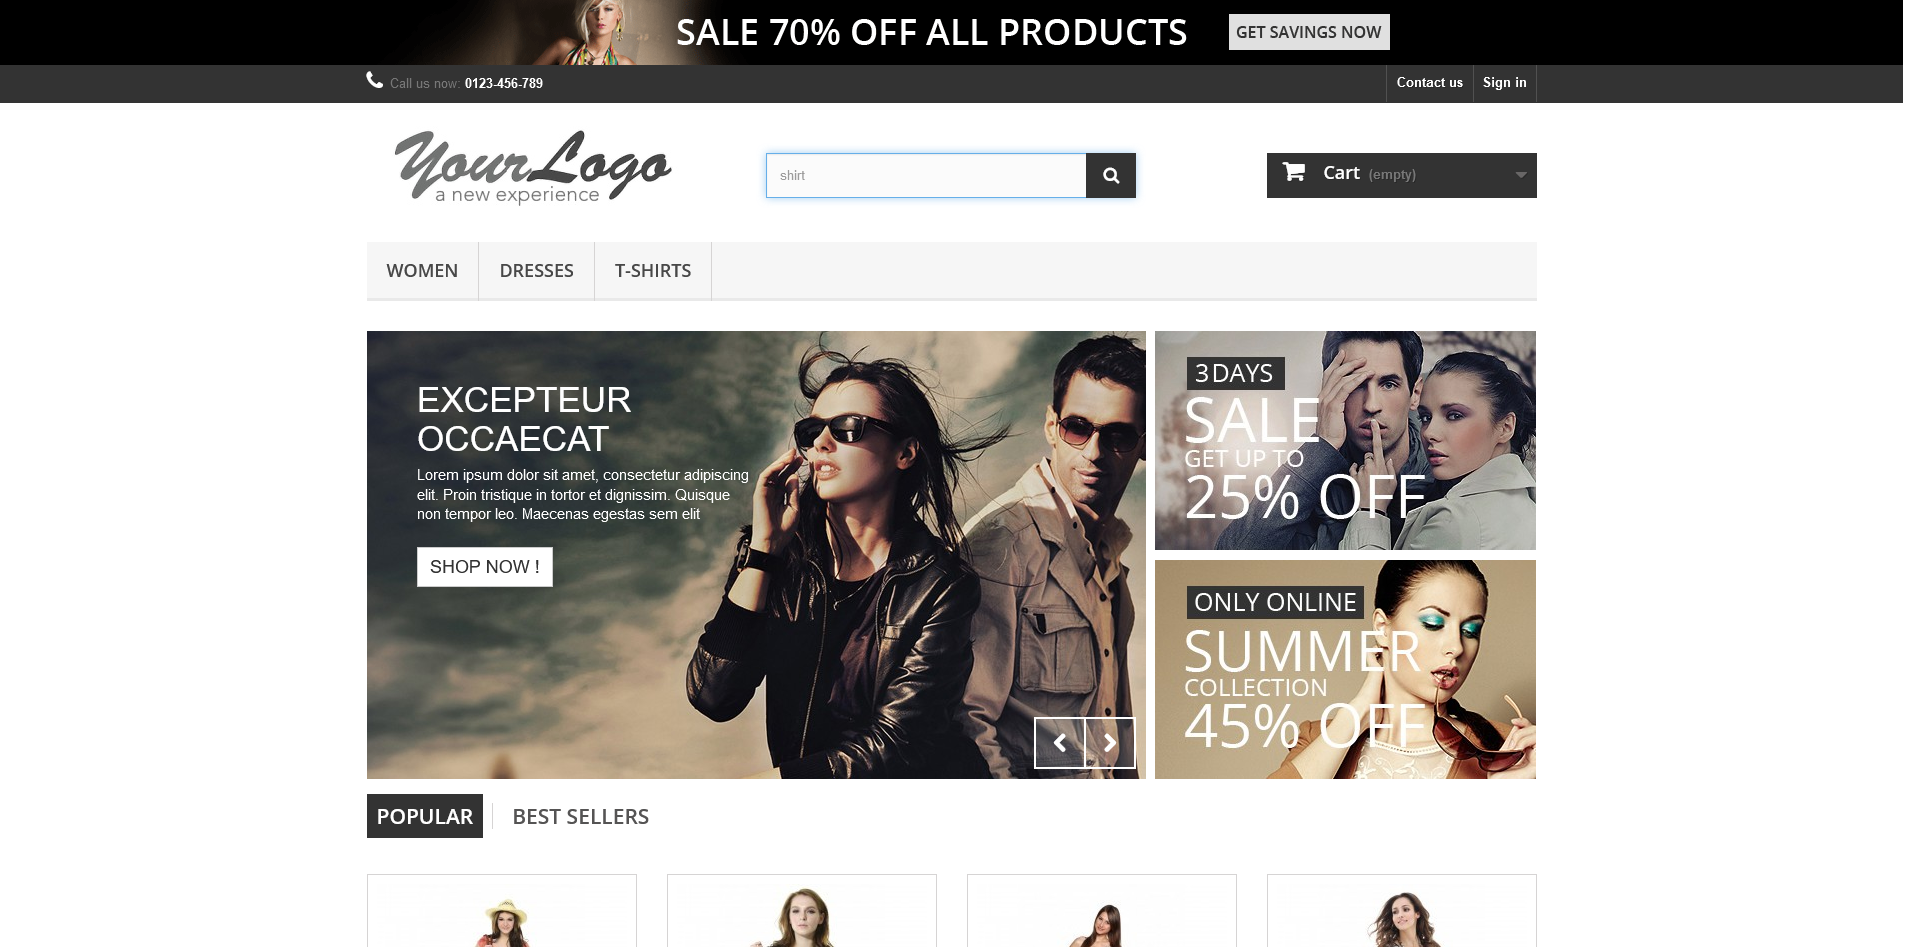 SALE 70% OFF ALL PRODUCTS
GET SAVINGS NOW
Call us now: 0123-456-789
Contact us
Sign in
YourLogo
a new experience
shirt
Cart (empty)
WOMEN
DRESSES
T-SHIRTS
EXCEPTEUR
OCCAECAT
Lorem ipsum dolor sit amet, consectetur adipiscing
elit. Proin tristique in tortor et dignissim. Quisque
non tempor leo. Maecenas egestas sem elit
SHOP NOW !
3 DAYS
SALE
GET UP TO
25% OFF
ONLY ONLINE
SUMMER
COLLECTION
45% OFF
POPULAR
BEST SELLERS